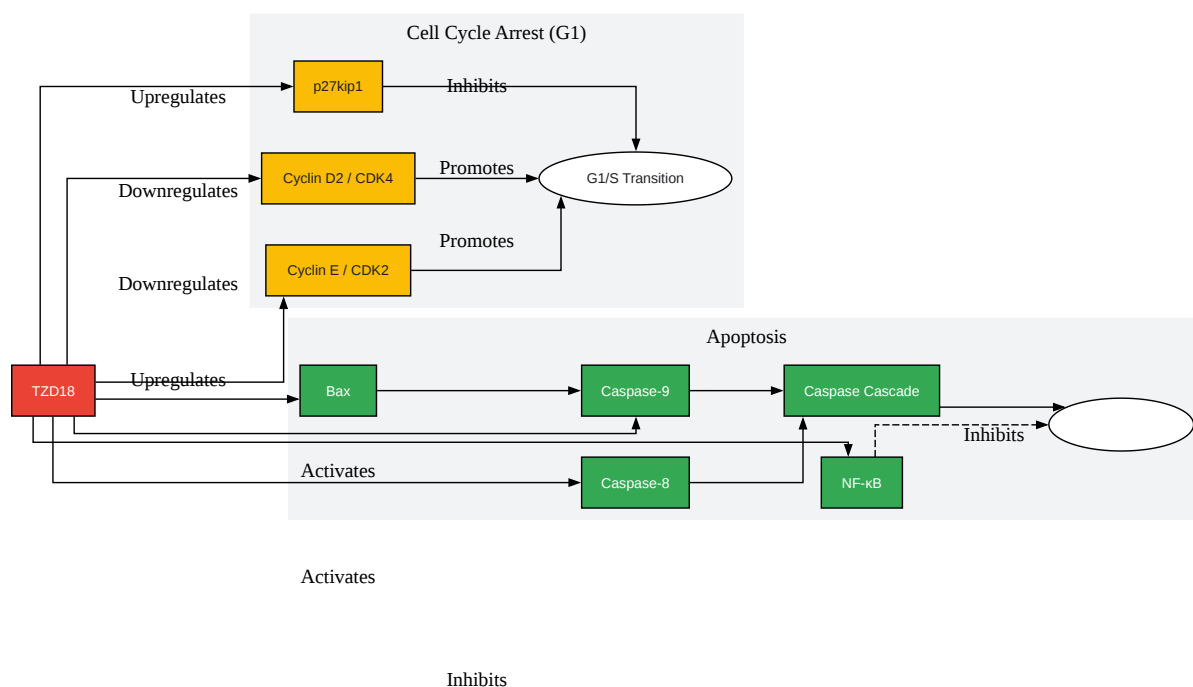 Cell Cycle Arrest (G1)
p27kip1
Inhibits
Upregulates
Cyclin D2 / CDK4
Promotes
G1/S Transition
Downregulates
Promotes
Cyclin E / CDK2
Downregulates
Apoptosis
TZD18
Upregulates
Bax
Caspase-9
Caspase Cascade
Inhibits
Activates
Caspase-8
NF-κB
Activates
Inhibits